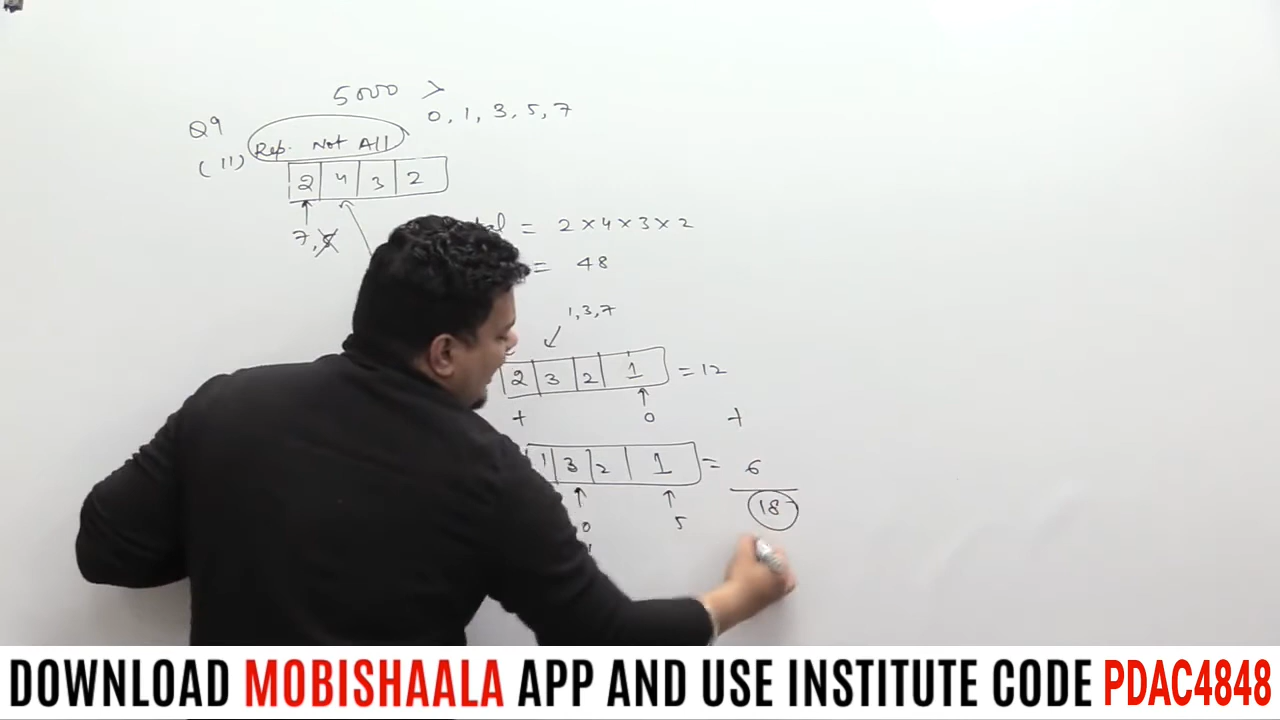 5000 >
0, 1, 3, 5, 7
Q9
(11) Rep. Not All
2 4 3 2
7, 5
= 2 × 4 × 3 × 2
= 48
1, 3, 7
2 3 2 1 = 12
+ 0 +
1 3 2 1 = 6
0 5 18
DOWNLOAD MOBISHAALA APP AND USE INSTITUTE CODE PDAC4848